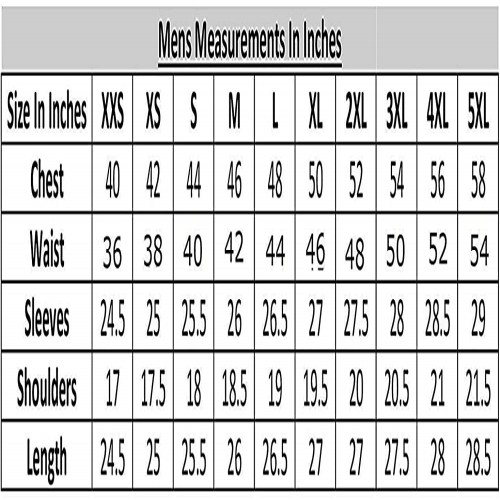 Mens Measurements In Inches
Size In Inches XXS XS S M L XL 2XL 3XL 4XL 5XL
Chest 40 42 44 46 48 50 52 54 56 58
Waist 36 38 40 42 44 46 48 50 52 54
Sleeves 24.5 25 25.5 26 26.5 27 27.5 28 28.5 29
Shoulders 17 17.5 18 18.5 19 19.5 20 20.5 21 21.5
Length 24.5 25 25.5 26 26.5 27 27 27.5 28 28.5